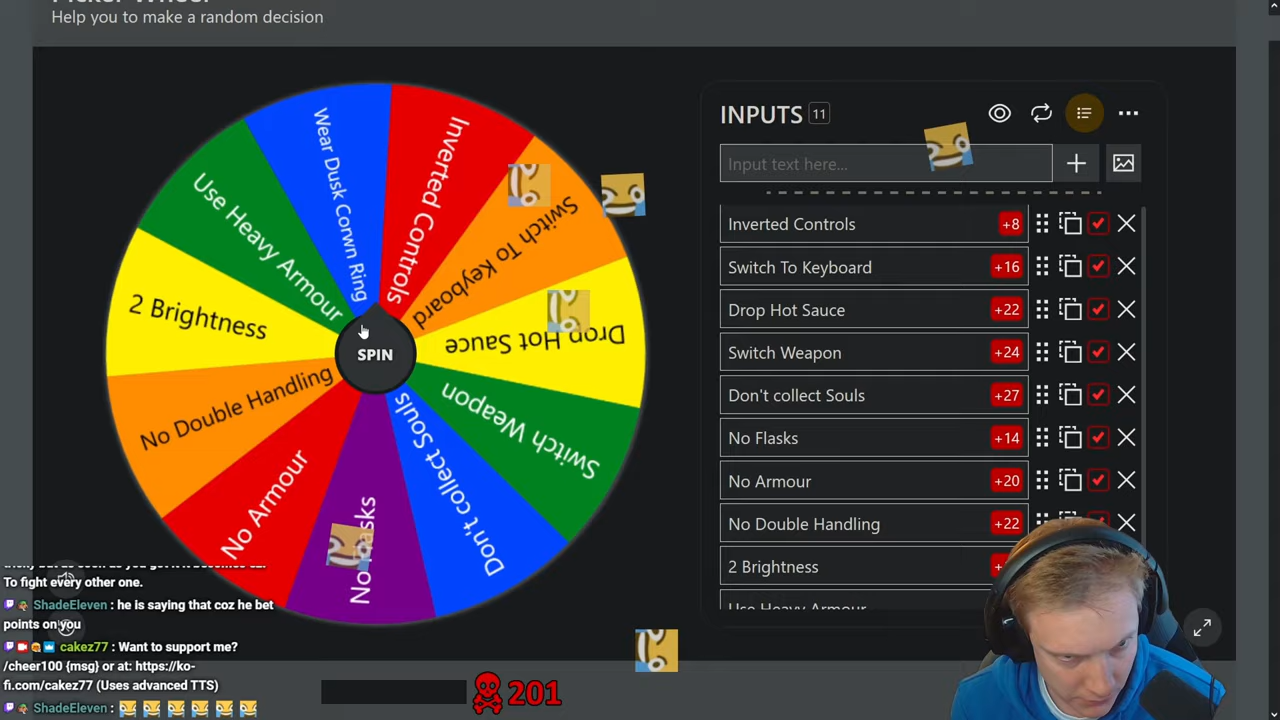 Help you to make a random decision
Inverted Controls
Switch To Keyboard
Drop Hot Sauce
Switch Weapon
Don't collect Souls
No
No Armour
No Double Handling
2 Brightness
Use Heavy Armour
Wear Dusk Corwn Ring
SPIN
INPUTS 11
Input text here...
Inverted Controls +8
Switch To Keyboard +16
Drop Hot Sauce +22
Switch Weapon +24
Don't collect Souls +27
No Flasks +14
No Armour +20
No Double Handling +22
2 Brightness
Use Heavy Armour
To fight every other one.
ShadeEleven : he is saying that coz he bet
points on you
cakez77 : Want to support me?
/cheer100 {msg} or at: https://ko-
fi.com/cakez77 (Uses advanced TTS)
ShadeEleven :
201